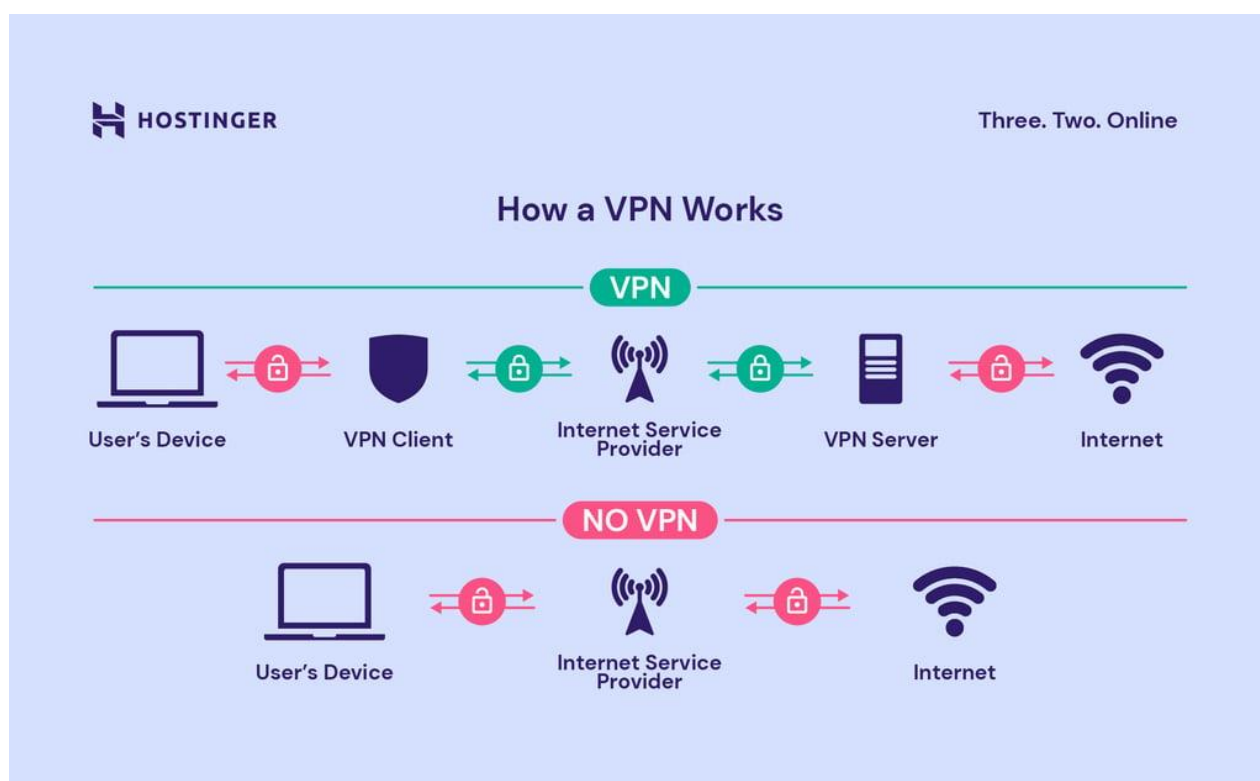 HOSTINGER
Three. Two. Online
How a VPN Works
VPN
User's Device
VPN Client
Internet Service
Provider
VPN Server
Internet
NO VPN
User's Device
Internet Service
Provider
Internet